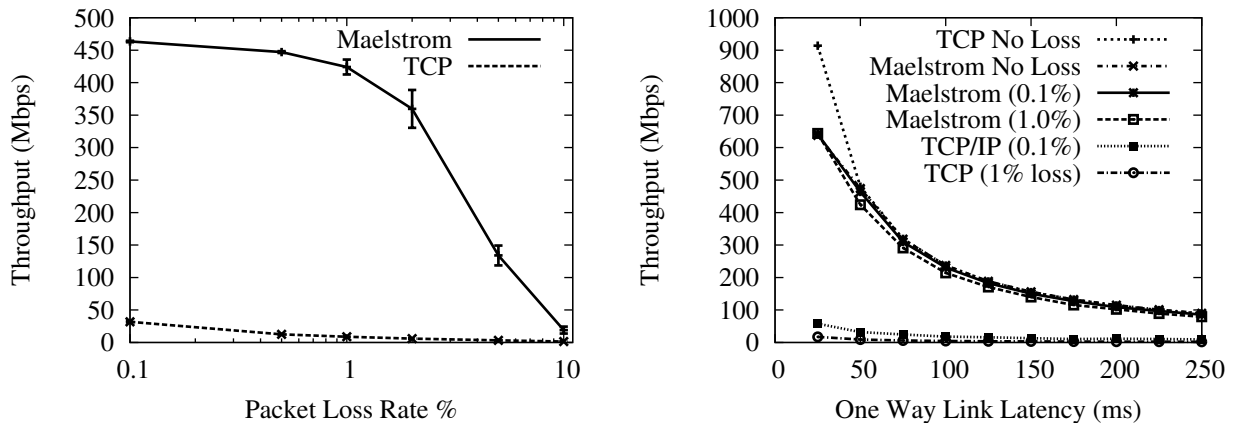 500
450
400
350
300
250
200
150
100
50
0
0.1
1
10
Throughput (Mbps)
Packet Loss Rate %
Maelstrom
TCP
1000
900
800
700
600
500
400
300
200
100
0
0
50
100
150
200
250
Throughput (Mbps)
One Way Link Latency (ms)
TCP No Loss
Maelstrom No Loss
Maelstrom (0.1%)
Maelstrom (1.0%)
TCP/IP (0.1%)
TCP (1% loss)